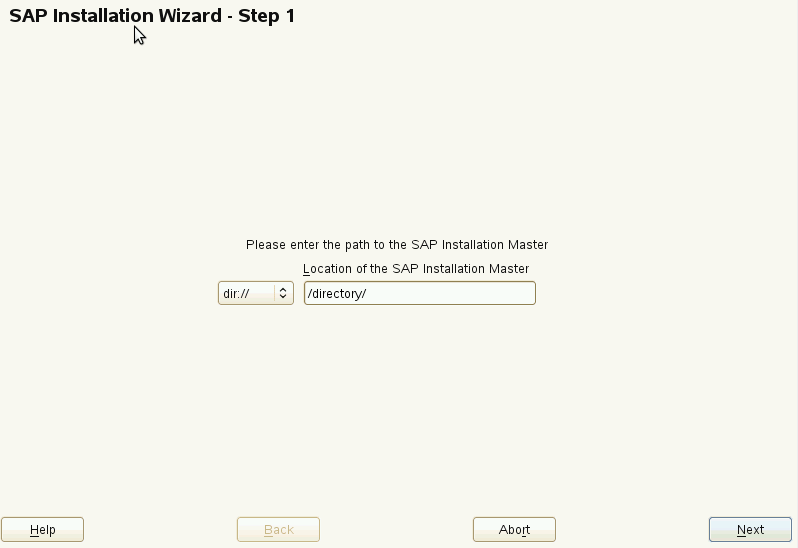 SAP Installation Wizard - Step 1
Please enter the path to the SAP Installation Master
Location of the SAP Installation Master
dir:// /directory/
Help Back Abort Next